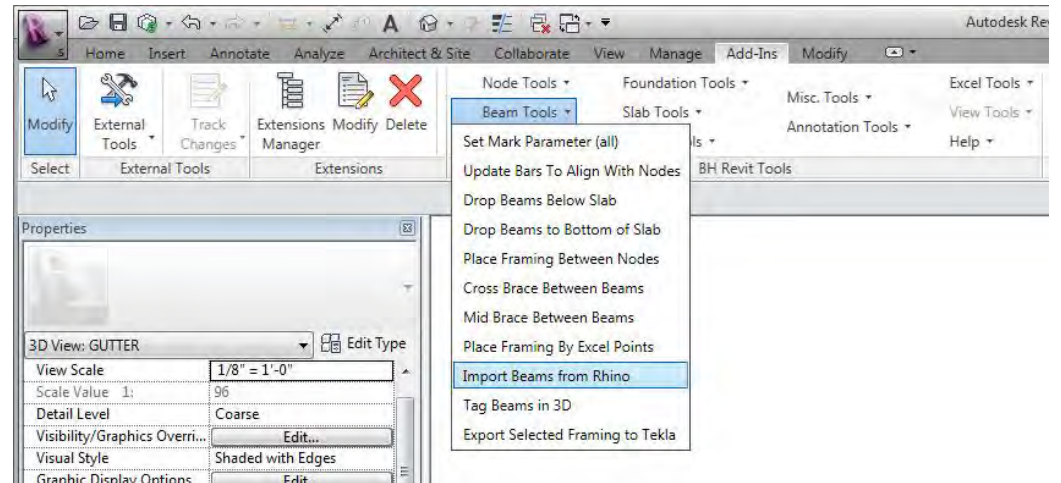 Autodesk Rev
S
Home Insert Annotate Analyze Architect & Site Collaborate View Manage Add-Ins Modify
Modify
External Tools
Track Changes
Extensions Manager
Modify
Delete
Node Tools
Foundation Tools
Misc. Tools
Excel Tools
Beam Tools
Slab Tools
Annotation Tools
View Tools
ls
Help
Select External Tools Extensions BH Revit Tools
Set Mark Parameter (all)
Update Bars To Align With Nodes
Drop Beams Below Slab
Drop Beams to Bottom of Slab
Place Framing Between Nodes
Cross Brace Between Beams
Mid Brace Between Beams
Place Framing By Excel Points
Import Beams from Rhino
Tag Beams in 3D
Export Selected Framing to Tekla
Properties
3D View: GUTTER Edit Type
View Scale 1/8" = 1'-0"
Scale Value 1: 96
Detail Level Coarse
Visibility/Graphics Overri... Edit...
Visual Style Shaded with Edges
Graphic Display Options Edit